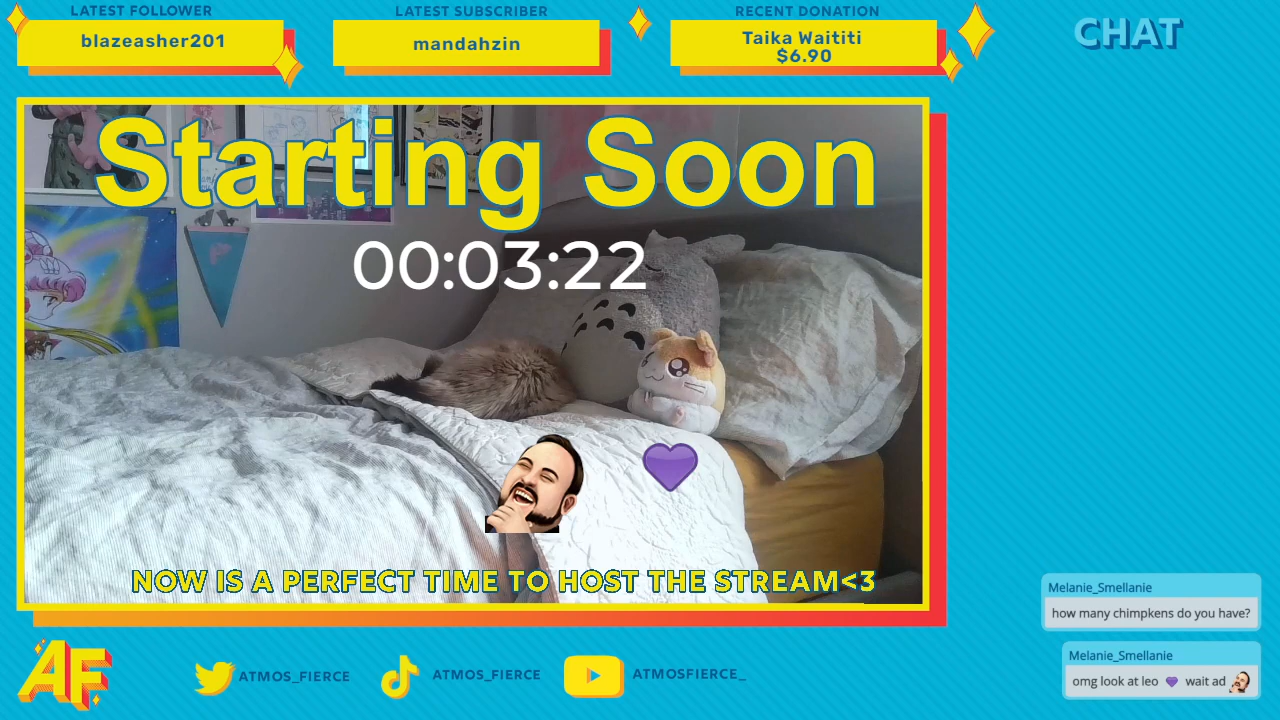 LATEST FOLLOWER
blazeasher201
LATEST SUBSCRIBER
mandahzin
RECENT DONATION
Taika Waititi
$6.90
CHAT
Starting Soon
00:03:22
NOW IS A PERFECT TIME TO HOST THE STREAM<3
Melanie_Smellanie
how many chimpkens do you have?
Melanie_Smellanie
omg look at leo 💜 wait ad
AF
ATMOS_FIERCE
ATMOS_FIERCE
ATMOSFIERCE_